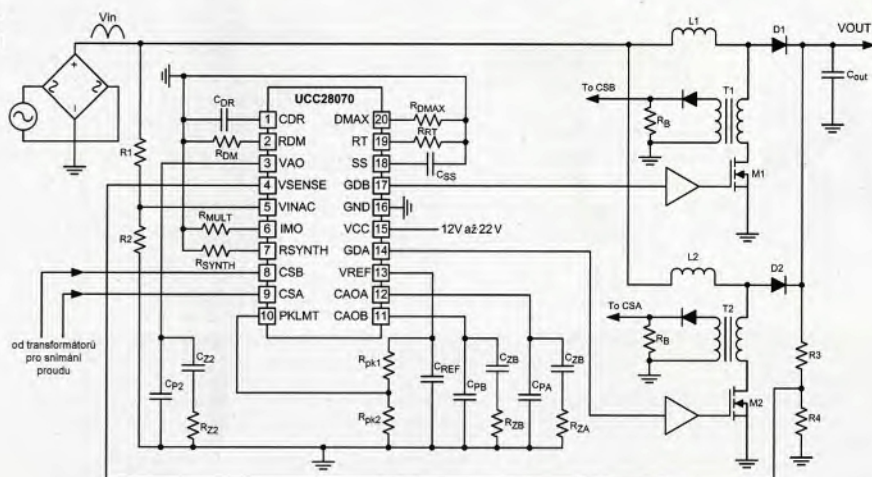 Vin
L1
D1
VOUT
Cout
UCC28070
To CSB
T1
RB
M1
CDR
RDM
R1
R2
1 CDR
2 RDM
3 VAO
4 VSENSE
5 VINAC
6 IMO
7 RSYNTH
8 CSB
9 CSA
10 PKLMT
DMAX 20
RT 19
SS 18
GDB 17
GND 16
VCC 15
GDA 14
VREF 13
CAOA 12
CAOB 11
RDMAX
RRT
CSS
RMULT
RSYNTH
12V až 22 V
L2
D2
To CSA
T2
RB
M2
R3
R4
od transformátorů
pro snímání
proudu
CP2
CZ2
RZ2
Rpk1
Rpk2
CREF
CPB
CZB
RZB
CPA
CZB
RZA